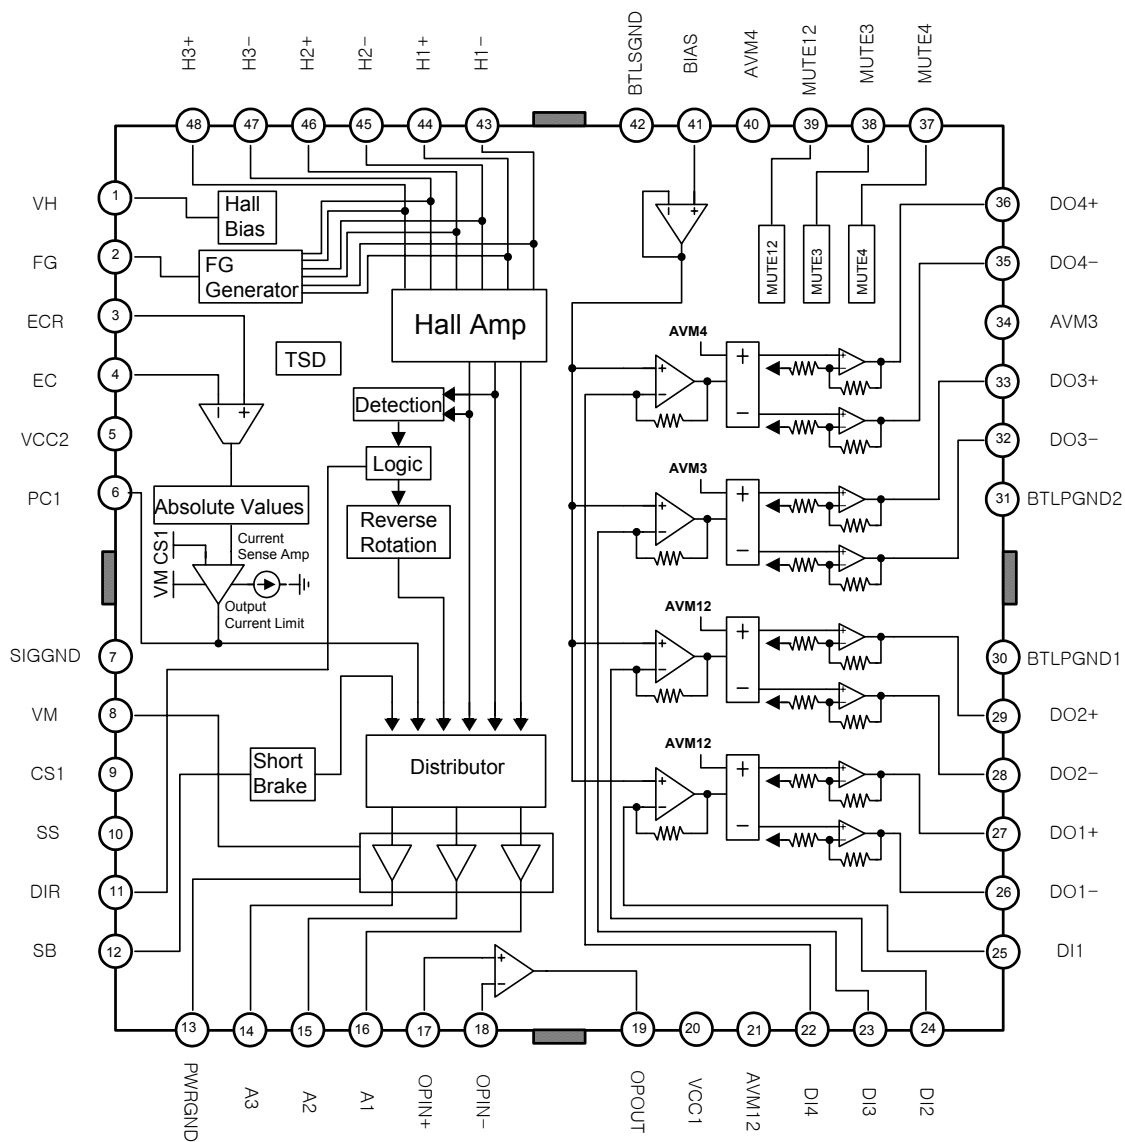 H3+
H3-
H2+
H2-
H1+
H1-
BTLSGND
BIAS
AVM4
MUTE12
MUTE3
MUTE4
48
47
46
45
44
43
42
41
40
39
38
37
1
VH
2
FG
3
ECR
4
EC
5
VCC2
6
PC1
7
SIGGND
8
VM
9
CS1
10
SS
11
DIR
12
SB
Hall
Bias
FG
Generator
TSD
- +
Absolute Values
VM CS1
Current
Sense Amp
Output
Current Limit
Hall Amp
Detection
Logic
Reverse
Rotation
Short
Brake
Distributor
+
-
- +
MUTE12
MUTE3
MUTE4
AVM4
+
-
+
-
+
-
+
-
AVM3
+
-
+
-
+
-
+
-
AVM12
+
-
+
-
+
-
+
-
AVM12
+
-
+
-
+
-
+
-
36
DO4+
35
DO4-
34
AVM3
33
DO3+
32
DO3-
31
BTLPGND2
30
BTLPGND1
29
DO2+
28
DO2-
27
DO1+
26
DO1-
25
DI1
13
14
15
16
17
18
19
20
21
22
23
24
PWRGND
A3
A2
A1
OPIN+
OPIN-
OPOUT
VCC1
AVM12
DI4
DI3
DI2